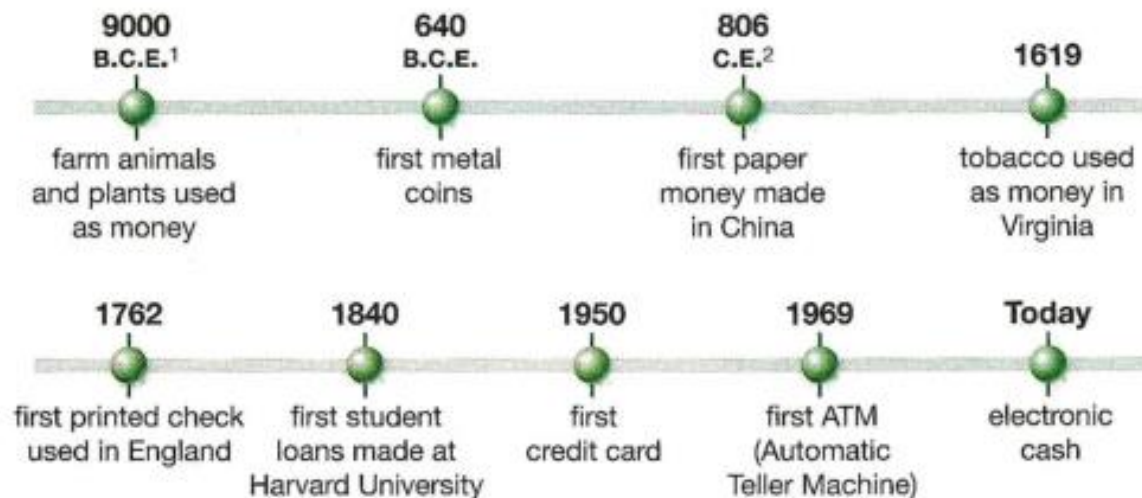 9000
B.C.E.¹
farm animals
and plants used
as money
640
B.C.E.
first metal
coins
806
C.E.²
first paper
money made
in China
1619
tobacco used
as money in
Virginia
1762
first printed check
used in England
1840
first student
loans made at
Harvard University
1950
first
credit card
1969
first ATM
(Automatic
Teller Machine)
Today
electronic
cash